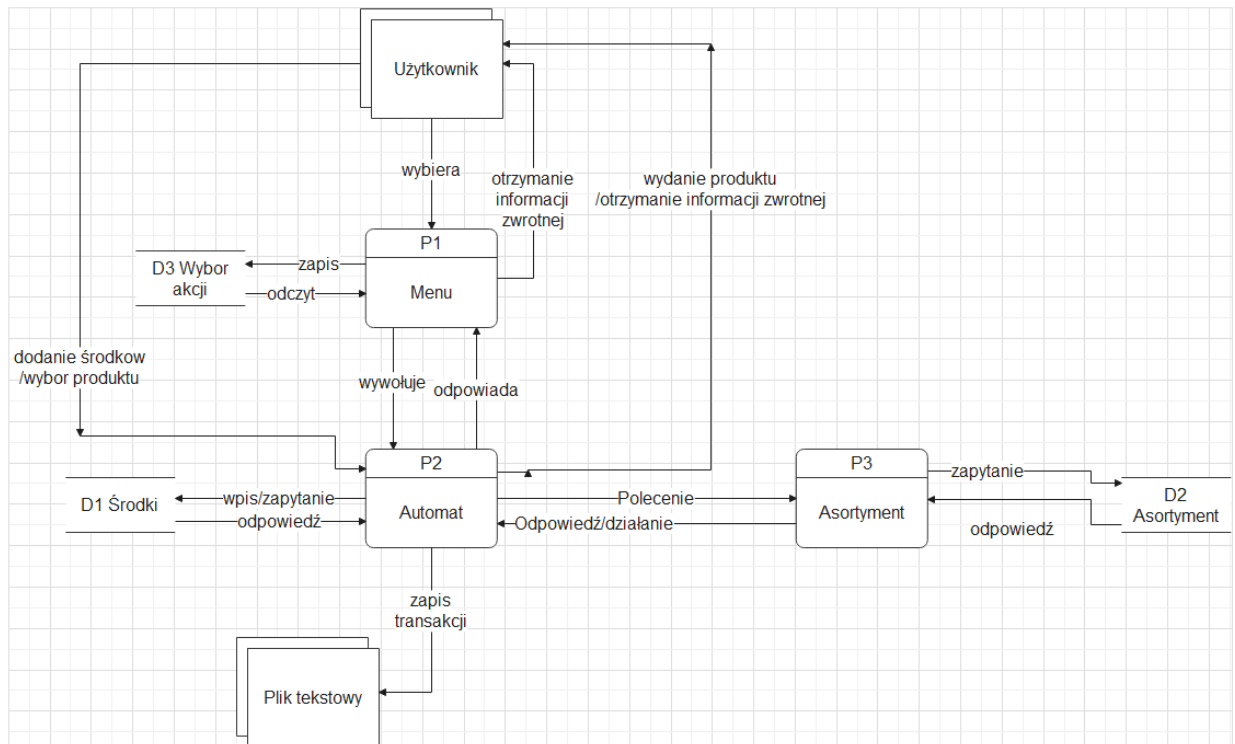 Użytkownik
wybiera
otrzymanie
informacji
zwrotnej
wydanie produktu
/otrzymanie informacji zwrotnej
P1
Menu
D3 Wybor
akcji
zapis
odczyt
dodanie środkow
/wybor produktu
wywołuje
odpowiada
P2
Automat
D1 Środki
wpis/zapytanie
odpowiedź
Polecenie
Odpowiedź/działanie
P3
Asortyment
zapytanie
odpowiedź
D2
Asortyment
zapis
transakcji
Plik tekstowy